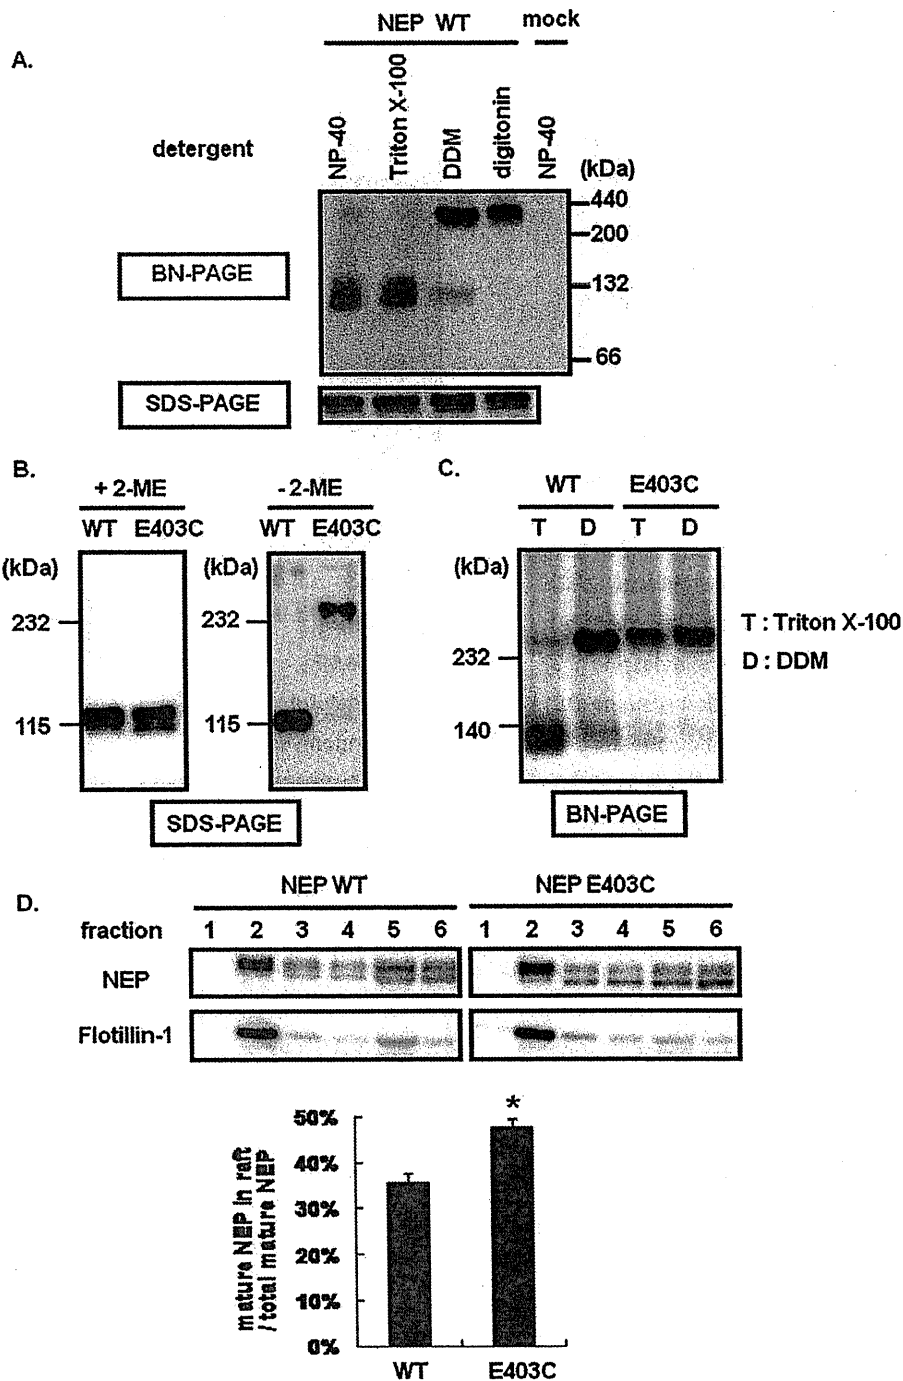 NEP WT mock
A.
detergent NP-40 Triton X-100 DDM digitonin NP-40 (kDa)
440
200
BN-PAGE
132
66
SDS-PAGE
B.
+ 2-ME - 2-ME
WT E403C WT E403C
(kDa) (kDa)
232 232
115 115
SDS-PAGE
C.
WT E403C
T D T D
(kDa)
T : Triton X-100
232
D : DDM
140
BN-PAGE
D.
NEP WT NEP E403C
fraction 1 2 3 4 5 6 1 2 3 4 5 6
NEP
Flotillin-1
mature NEP in raft
/ total mature NEP
50%
40%
30%
20%
10%
0%
*
WT E403C